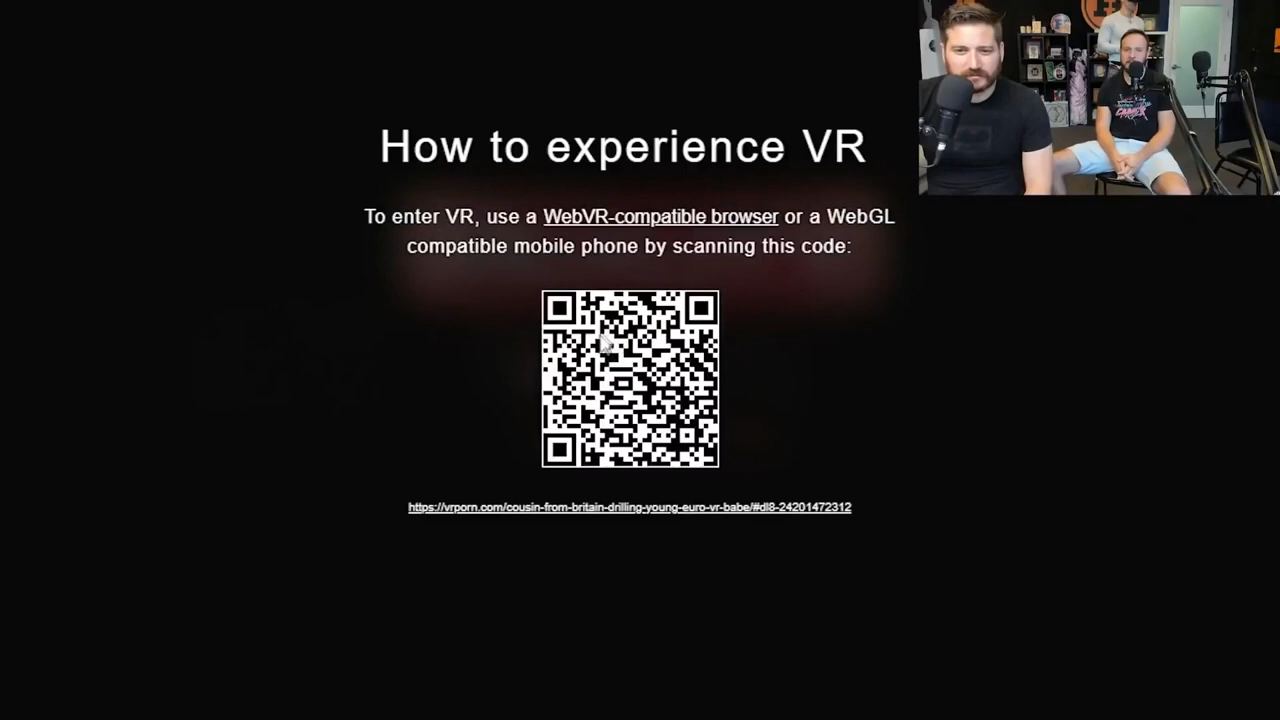 How to experience VR
To enter VR, use a WebVR-compatible browser or a WebGL
compatible mobile phone by scanning this code:
https://vrporn.com/cousin-from-britain-drilling-young-euro-vr-babe/#dl8-24201472312